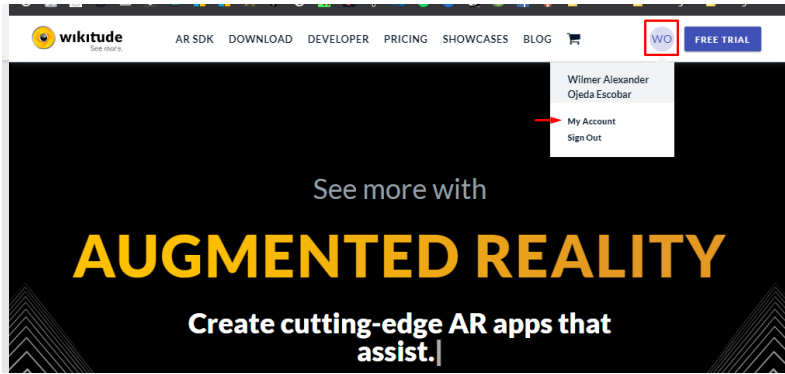 wikitude
See more.
AR SDK DOWNLOAD DEVELOPER PRICING SHOWCASES BLOG WO FREE TRIAL
Wilmer Alexander
Ojeda Escobar
My Account
Sign Out
See more with
AUGMENTED REALITY
Create cutting-edge AR apps that
assist.|